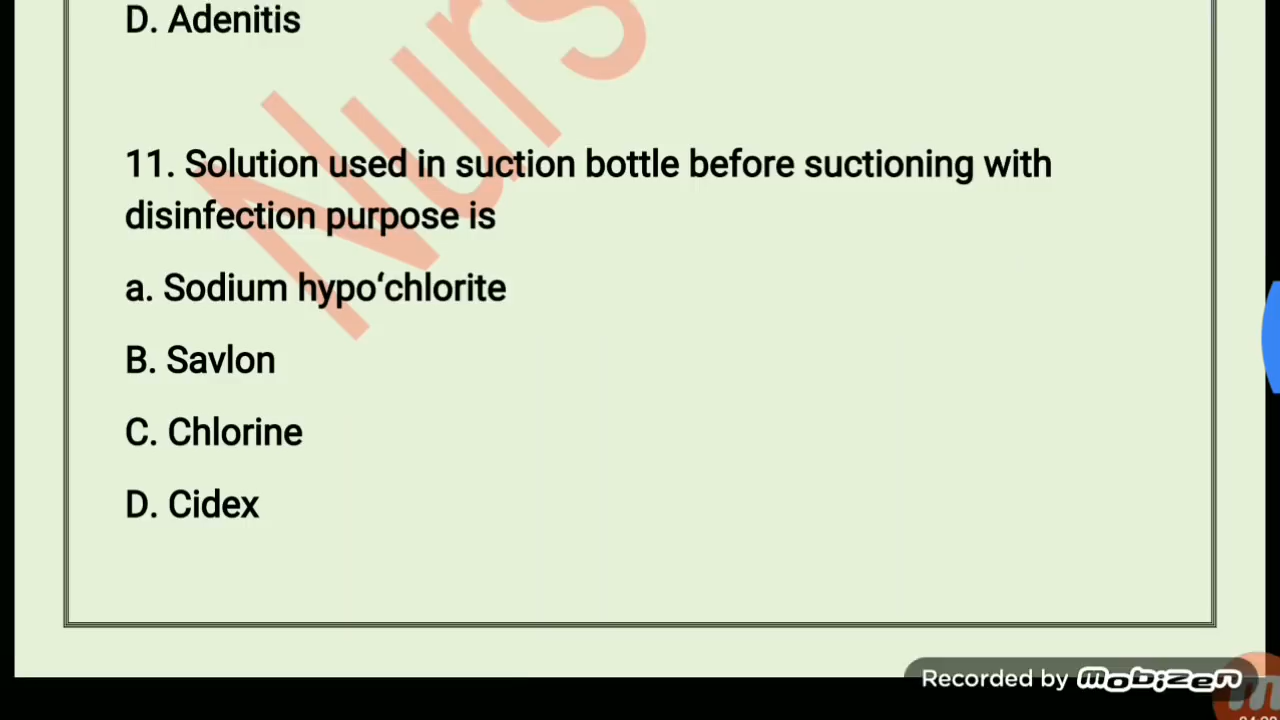 D. Adenitis
Nurs
11. Solution used in suction bottle before suctioning with
disinfection purpose is
a. Sodium hypo‘chlorite
B. Savlon
C. Chlorine
D. Cidex
Recorded by mobizen